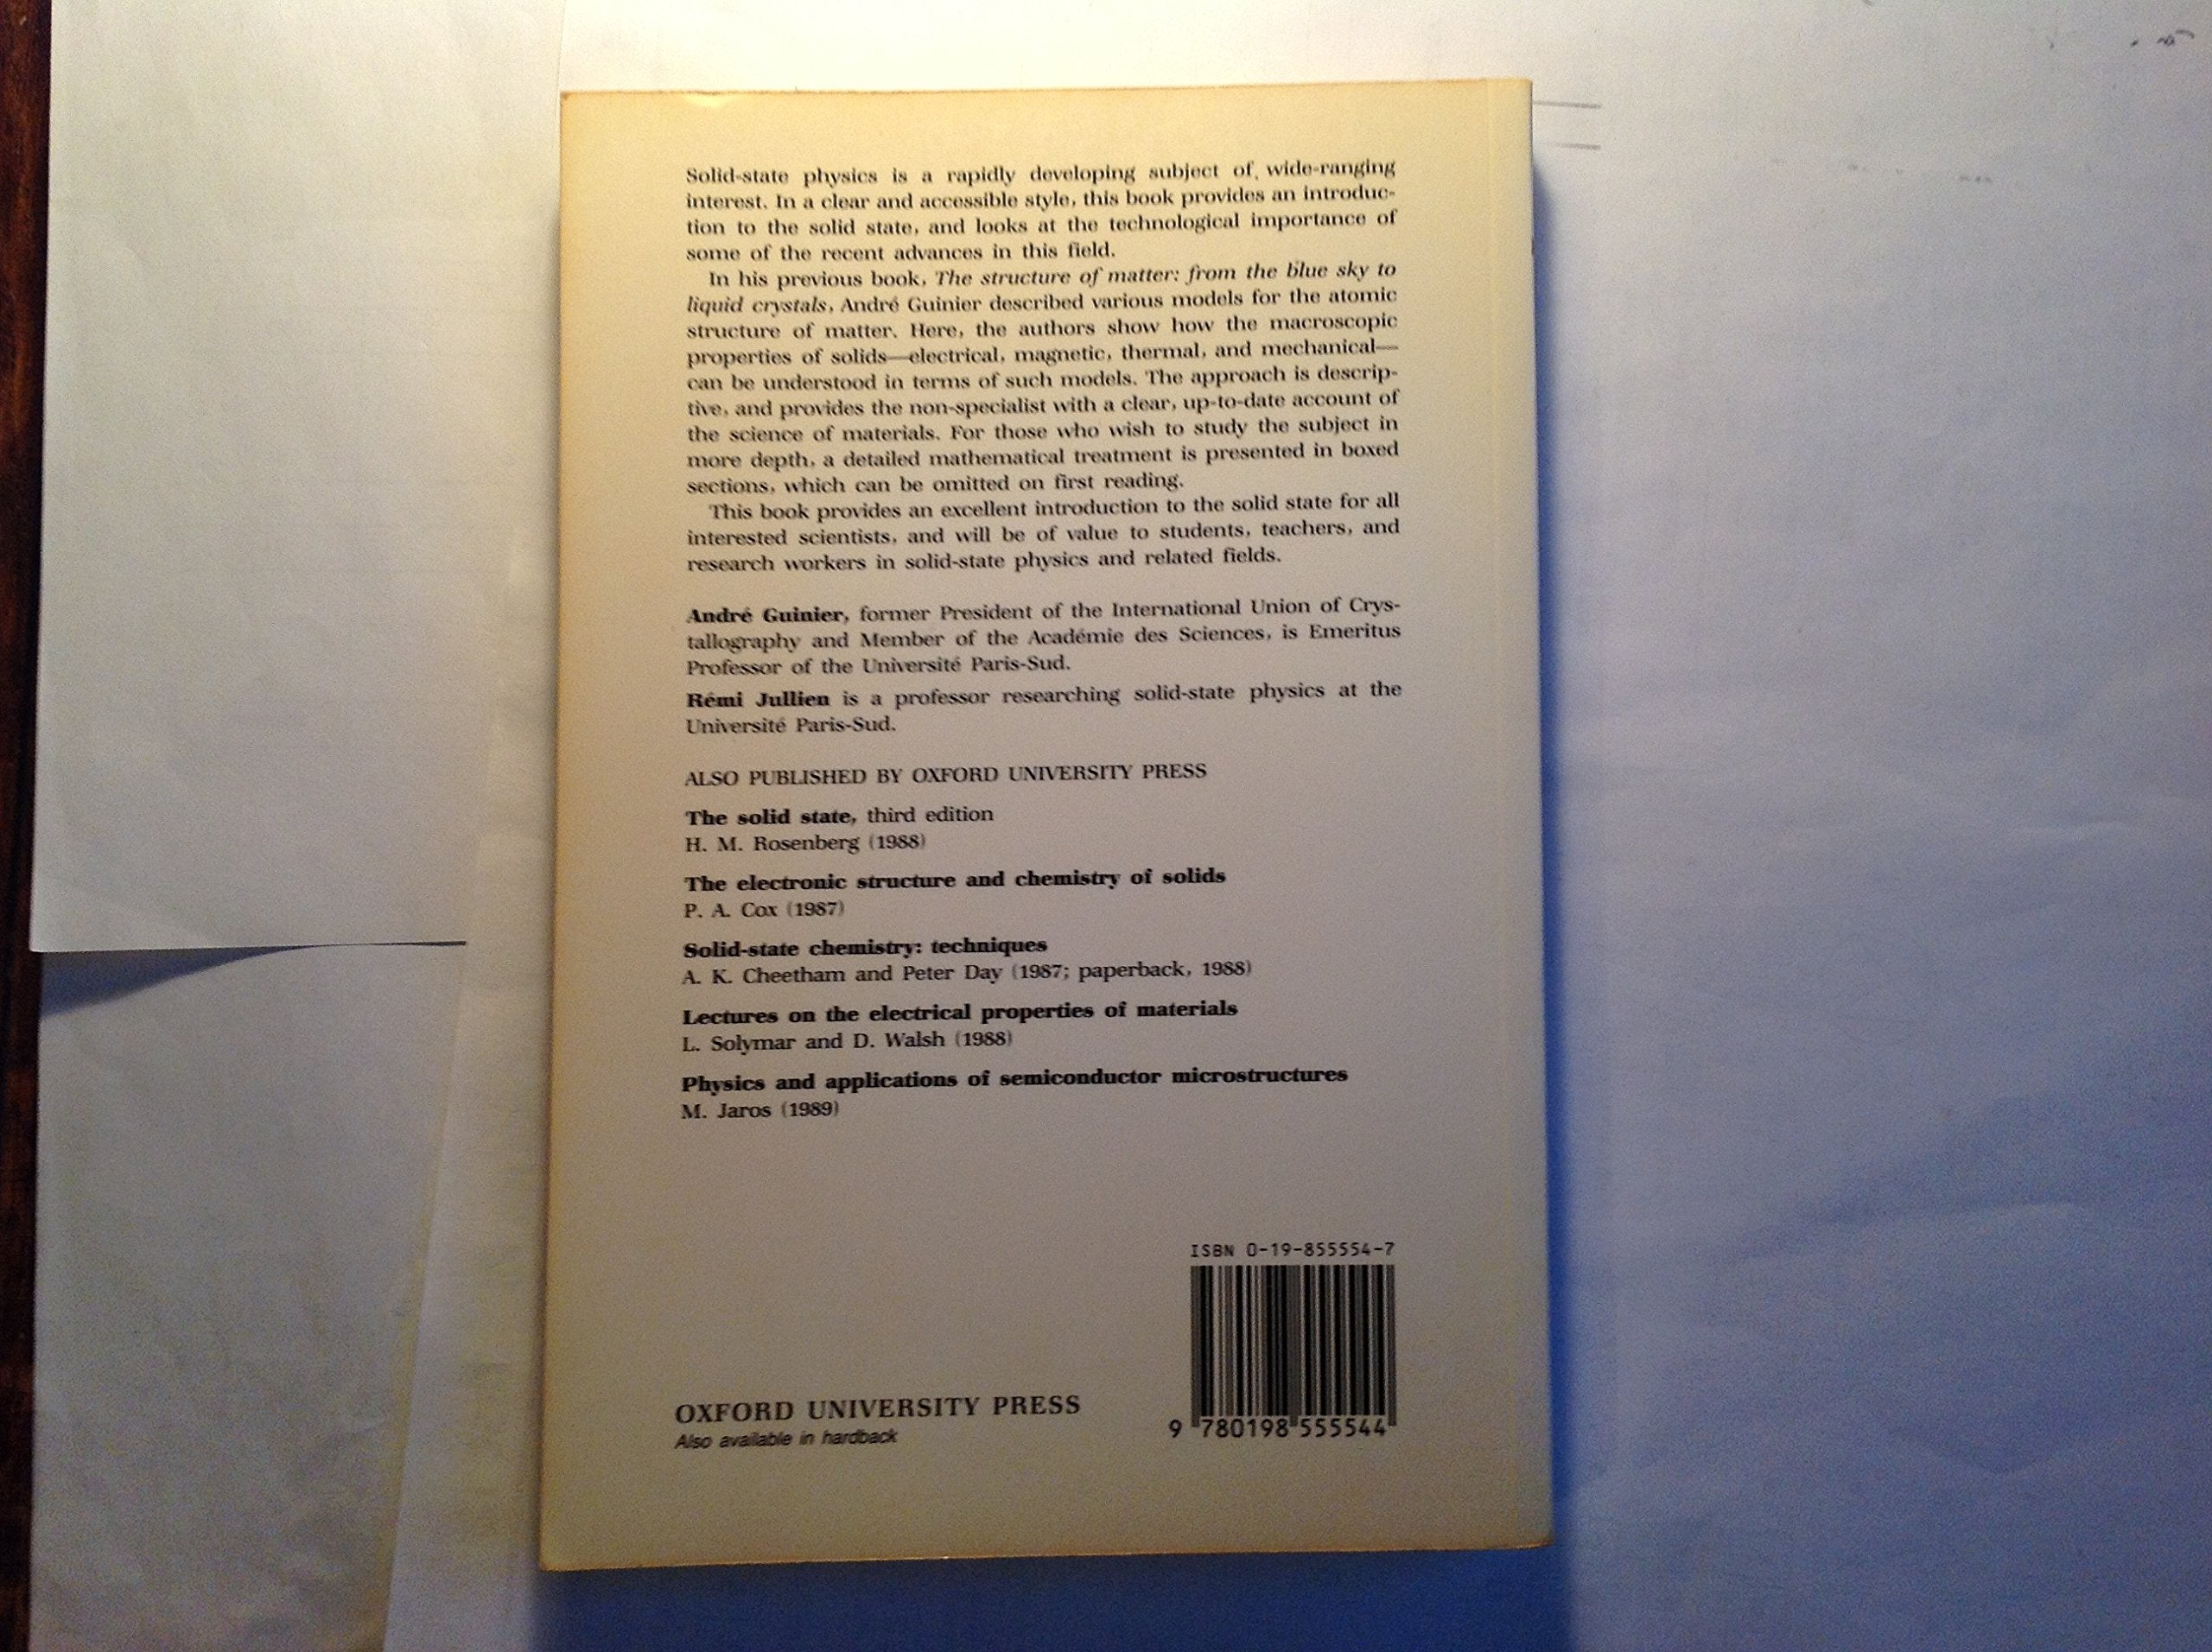 Solid-state physics is a rapidly developing subject of wide-ranging
interest. In a clear and accessible style, this book provides an introduc-
tion to the solid state, and looks at the technological importance of
some of the recent advances in this field.
In his previous book, The structure of matter: from the blue sky to
liquid crystals, André Guinier described various models for the atomic
structure of matter. Here, the authors show how the macroscopic
properties of solids—electrical, magnetic, thermal, and mechanical—
can be understood in terms of such models. The approach is descrip-
tive, and provides the non-specialist with a clear, up-to-date account of
the science of materials. For those who wish to study the subject in
more depth, a detailed mathematical treatment is presented in boxed
sections, which can be omitted on first reading.
This book provides an excellent introduction to the solid state for all
interested scientists, and will be of value to students, teachers, and
research workers in solid-state physics and related fields.
André Guinier, former President of the International Union of Crys-
tallography and Member of the Académie des Sciences, is Emeritus
Professor of the Université Paris-Sud.
Rémi Jullien is a professor researching solid-state physics at the
Université Paris-Sud.
ALSO PUBLISHED BY OXFORD UNIVERSITY PRESS
The solid state, third edition
H. M. Rosenberg (1988)
The electronic structure and chemistry of solids
P. A. Cox (1987)
Solid-state chemistry: techniques
A. K. Cheetham and Peter Day (1987; paperback, 1988)
Lectures on the electrical properties of materials
L. Solymar and D. Walsh (1988)
Physics and applications of semiconductor microstructures
M. Jaros (1989)
ISBN 0-19-855554-7
9 780198 555544
OXFORD UNIVERSITY PRESS
Also available in hardback